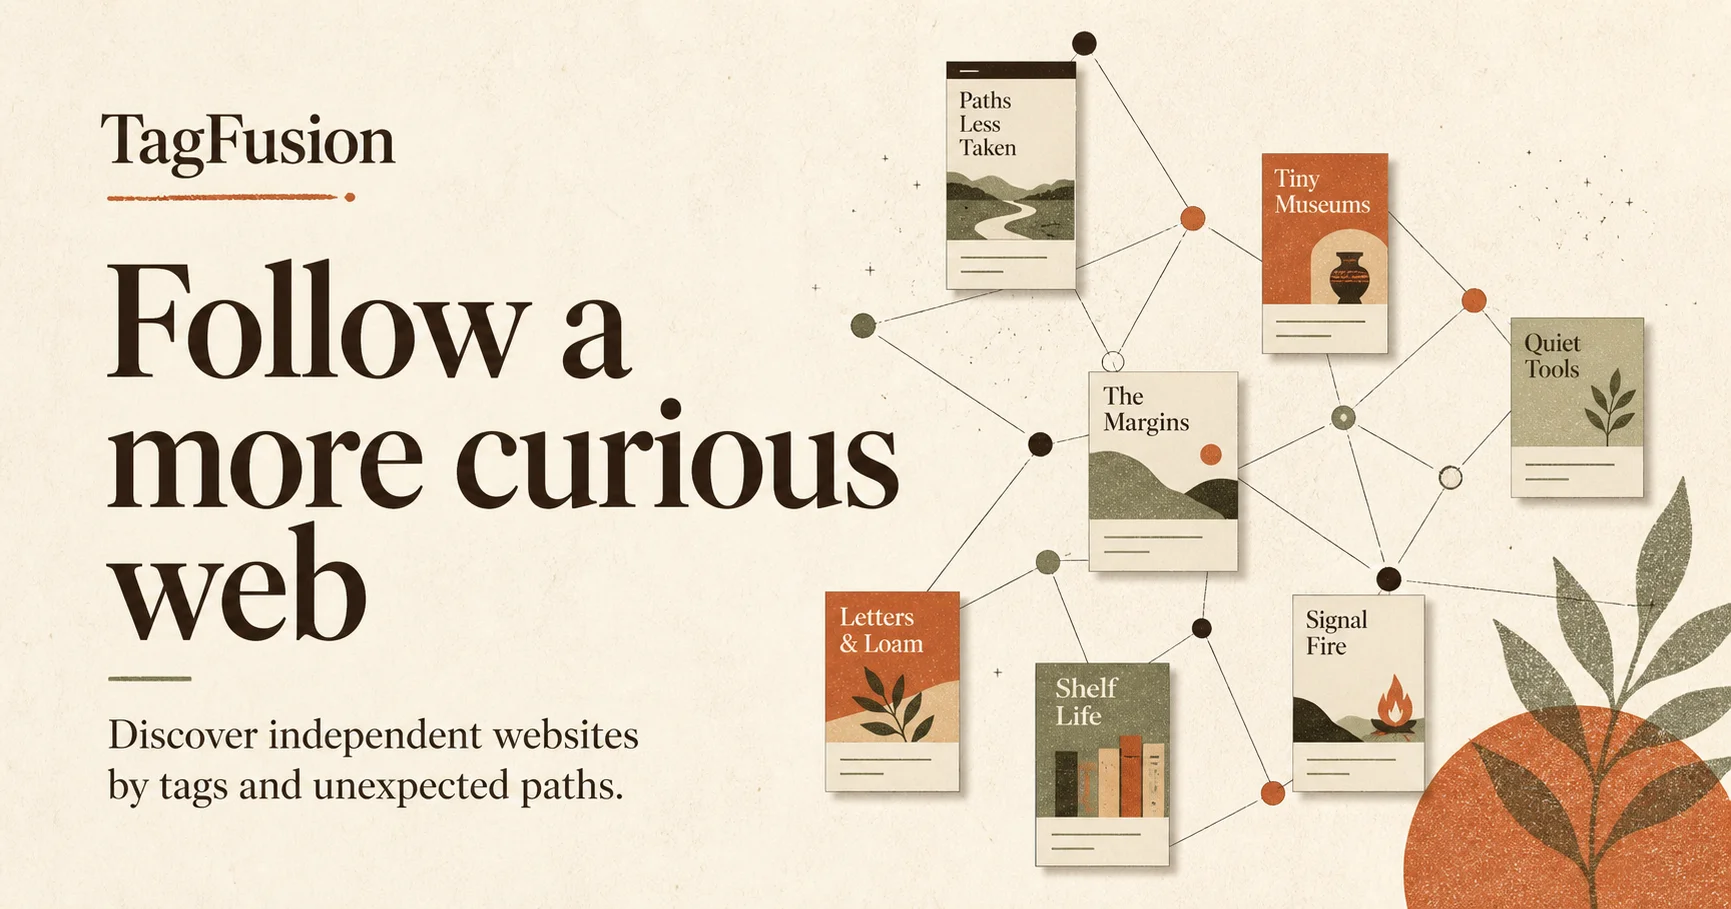 TagFusion
Follow a
more curious
web
Discover independent websites
by tags and unexpected paths.
Paths
Less
Taken
Tiny
Museums
Quiet
Tools
The
Margins
Letters
& Loam
Shelf
Life
Signal
Fire